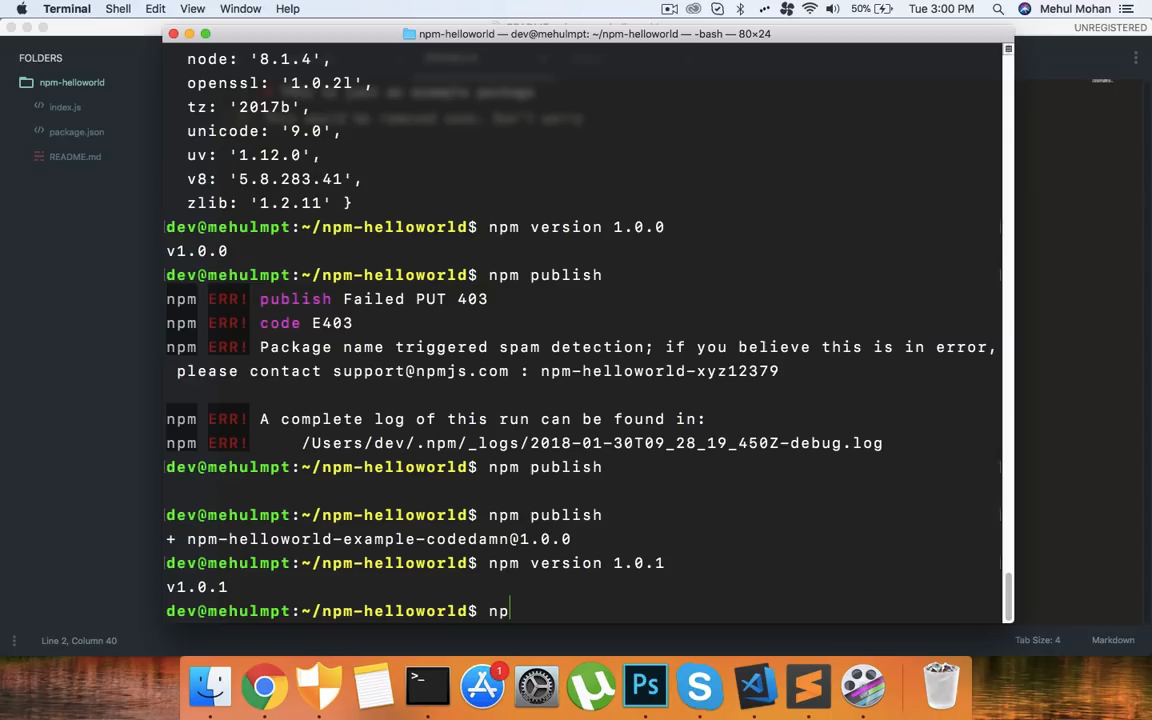 Terminal Shell Edit View Window Help 50% Tue 3:00 PM Mehul Mohan
npm-helloworld — dev@mehulmpt: ~/npm-helloworld — -bash — 80×24
UNREGISTERED
FOLDERS
npm-helloworld
index.js
package.json
README.md
node: '8.1.4',
openssl: '1.0.2l',
tz: '2017b',
unicode: '9.0',
uv: '1.12.0',
v8: '5.8.283.41',
zlib: '1.2.11' }
dev@mehulmpt:~/npm-helloworld$ npm version 1.0.0
v1.0.0
dev@mehulmpt:~/npm-helloworld$ npm publish
npm ERR! publish Failed PUT 403
npm ERR! code E403
npm ERR! Package name triggered spam detection; if you believe this is in error,
please contact support@npmjs.com : npm-helloworld-xyz12379
npm ERR! A complete log of this run can be found in:
npm ERR! /Users/dev/.npm/_logs/2018-01-30T09_28_19_450Z-debug.log
dev@mehulmpt:~/npm-helloworld$ npm publish
dev@mehulmpt:~/npm-helloworld$ npm publish
+ npm-helloworld-example-codedamn@1.0.0
dev@mehulmpt:~/npm-helloworld$ npm version 1.0.1
v1.0.1
dev@mehulmpt:~/npm-helloworld$ np
Line 2, Column 40
Tab Size: 4
Markdown
>_
1
Ps
S